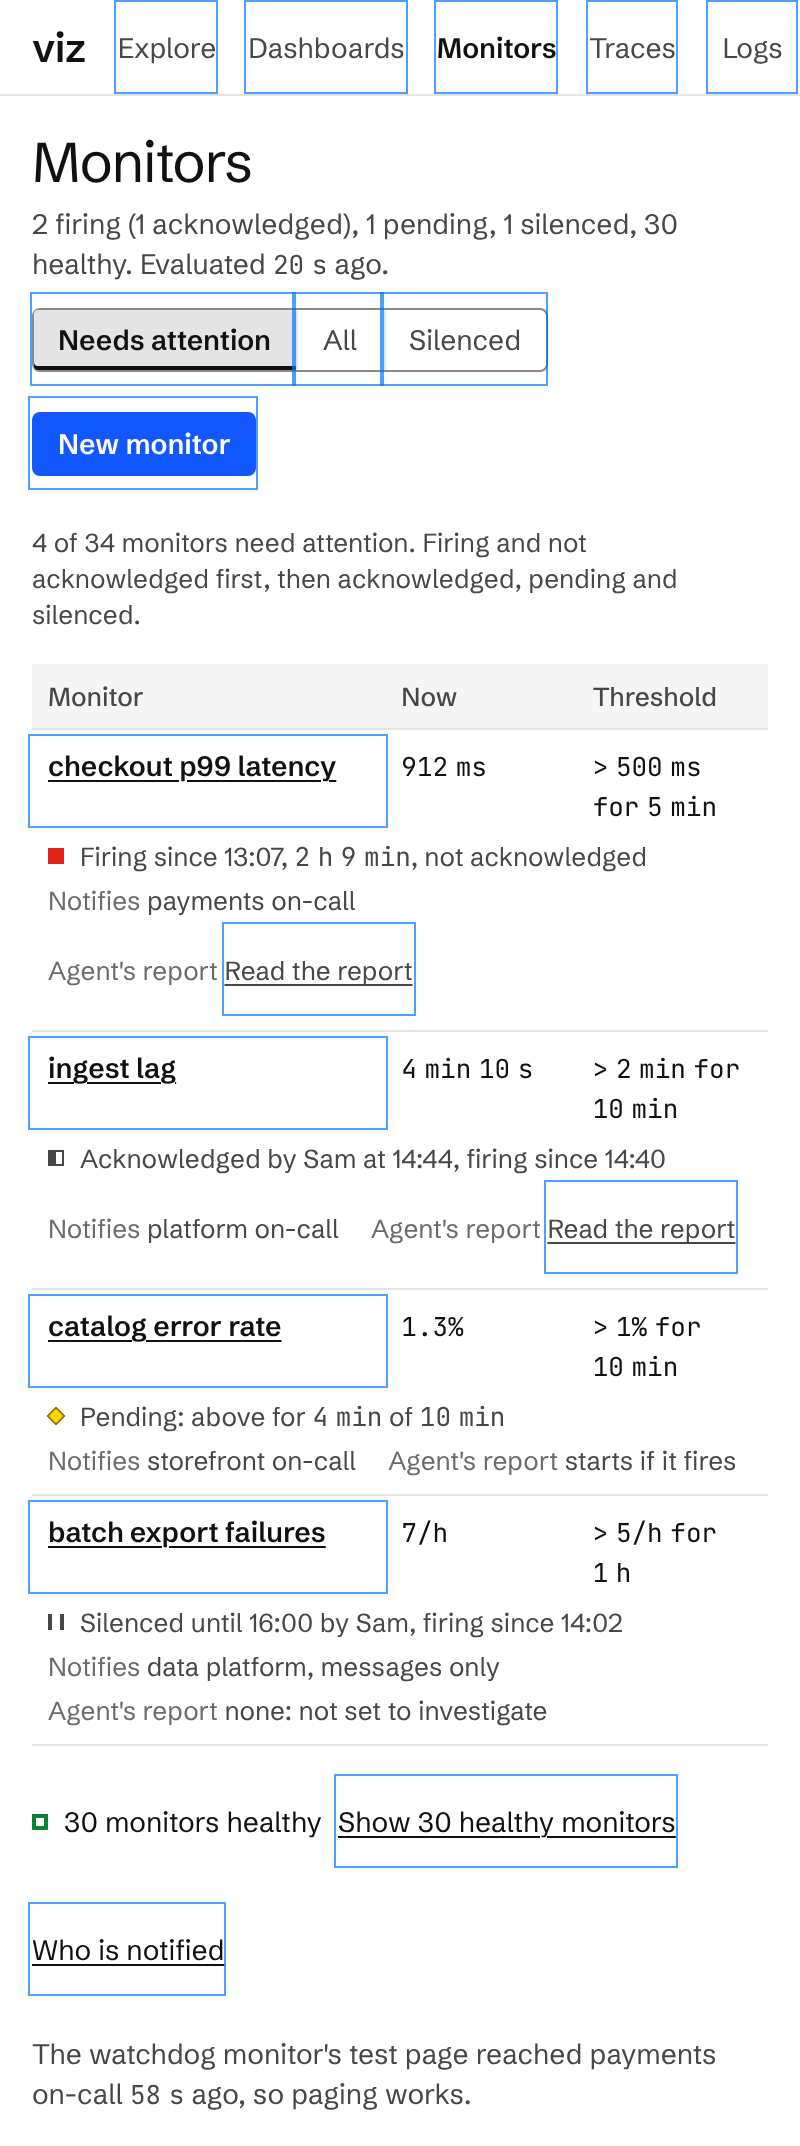 viz Explore Dashboards Monitors Traces Logs
Monitors
2 firing (1 acknowledged), 1 pending, 1 silenced, 30
healthy. Evaluated 20 s ago.
Needs attention All Silenced
New monitor
4 of 34 monitors need attention. Firing and not
acknowledged first, then acknowledged, pending and
silenced.
Monitor Now Threshold
checkout p99 latency 912 ms > 500 ms
for 5 min
Firing since 13:07, 2 h 9 min, not acknowledged
Notifies payments on-call
Agent's report Read the report
ingest lag 4 min 10 s > 2 min for
10 min
Acknowledged by Sam at 14:44, firing since 14:40
Notifies platform on-call Agent's report Read the report
catalog error rate 1.3% > 1% for
10 min
Pending: above for 4 min of 10 min
Notifies storefront on-call Agent's report starts if it fires
batch export failures 7/h > 5/h for
1 h
Silenced until 16:00 by Sam, firing since 14:02
Notifies data platform, messages only
Agent's report none: not set to investigate
30 monitors healthy Show 30 healthy monitors
Who is notified
The watchdog monitor's test page reached payments
on-call 58 s ago, so paging works.